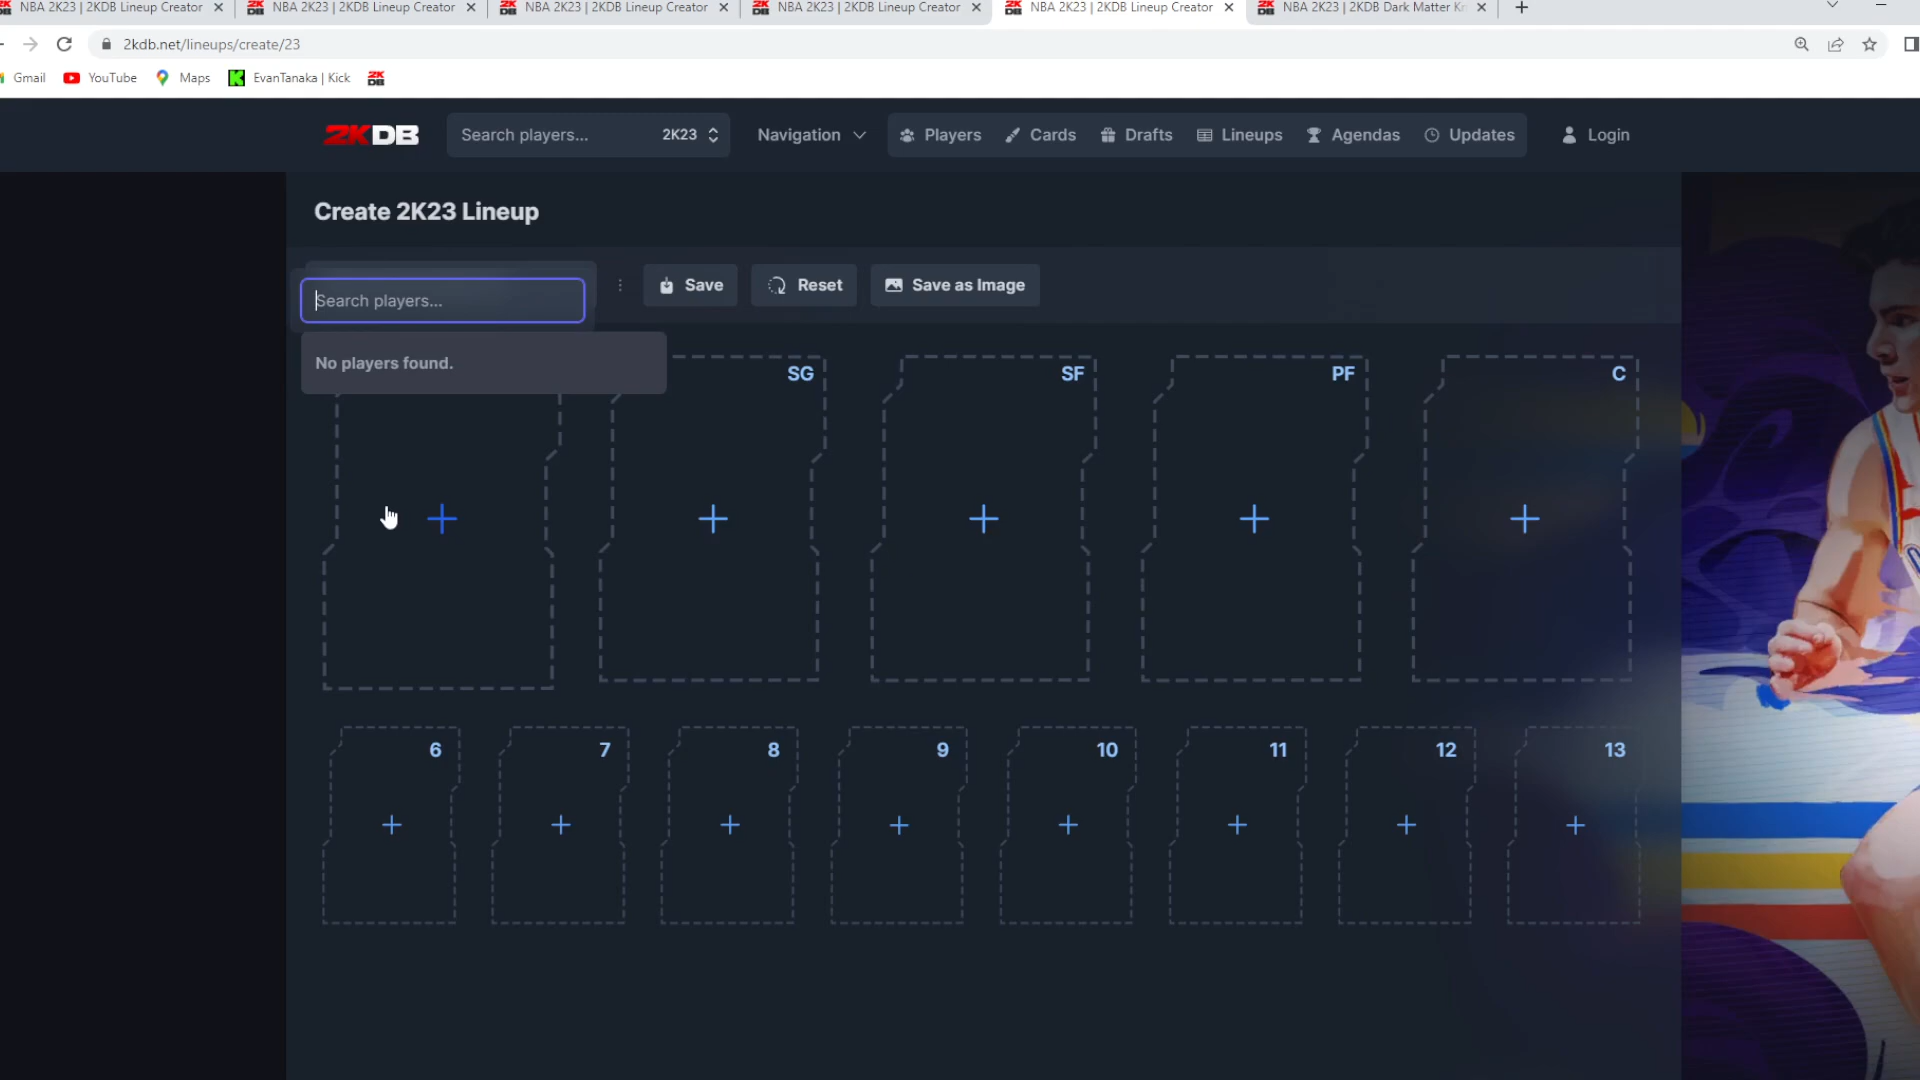 NBA 2K23 | 2KDB Lineup Creator
NBA 2K23 | 2KDB Lineup Creator
NBA 2K23 | 2KDB Lineup Creator
NBA 2K23 | 2KDB Lineup Creator
NBA 2K23 | 2KDB Lineup Creator
NBA 2K23 | 2KDB Dark Matter
2kdb.net/lineups/create/23
Gmail
YouTube
Maps
EvanTanaka | Kick
2KDB
2KDB
Search players...
2K23
Navigation
Players
Cards
Drafts
Lineups
Agendas
Updates
Login
Create 2K23 Lineup
Search players...
Save
Reset
Save as Image
No players found.
SG
SF
PF
C
6
7
8
9
10
11
12
13